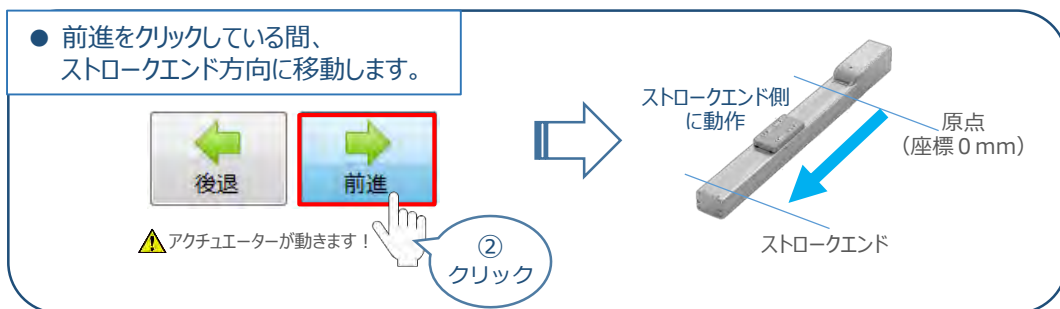 ● 前進をクリックしている間、
ストロークエンド方向に移動します。
後退
前進
アクチュエーターが動きます！
②
クリック
ストロークエンド側
に動作
原点
（座標０mm）
ストロークエンド